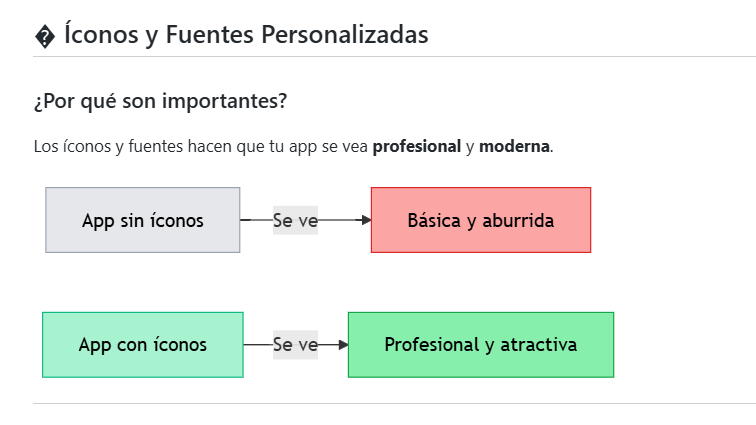 � Íconos y Fuentes Personalizadas
¿Por qué son importantes?
Los íconos y fuentes hacen que tu app se vea profesional y moderna.
App sin íconos Se ve Básica y aburrida
App con íconos Se ve Profesional y atractiva